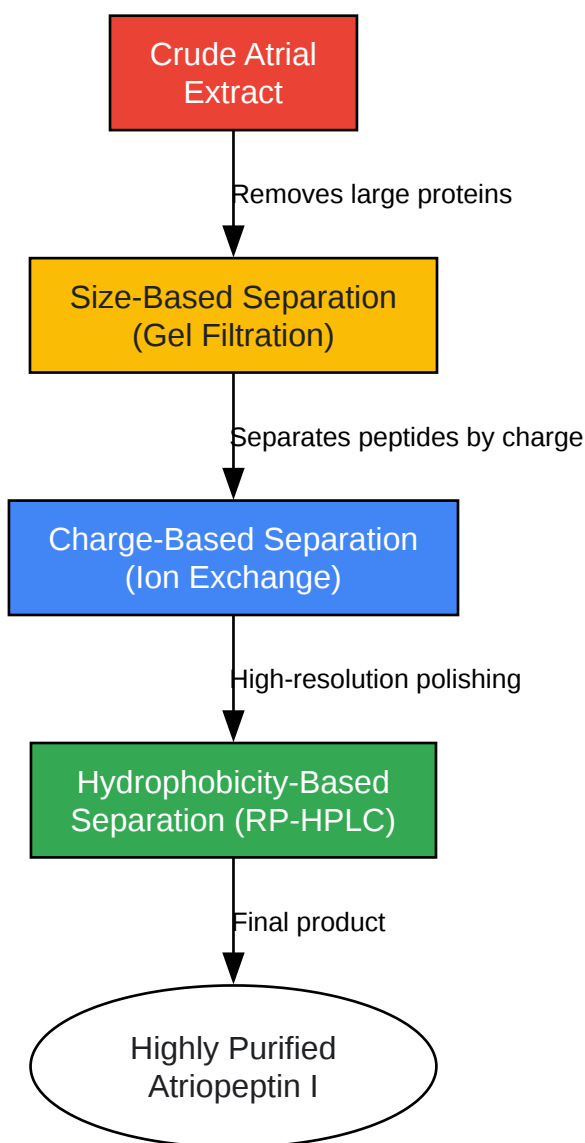 Crude Atrial
Extract
Removes large proteins
Size-Based Separation
(Gel Filtration)
Separates peptides by charge
Charge-Based Separation
(Ion Exchange)
High-resolution polishing
Hydrophobicity-Based
Separation (RP-HPLC)
Final product
Highly Purified
Atriopeptin I